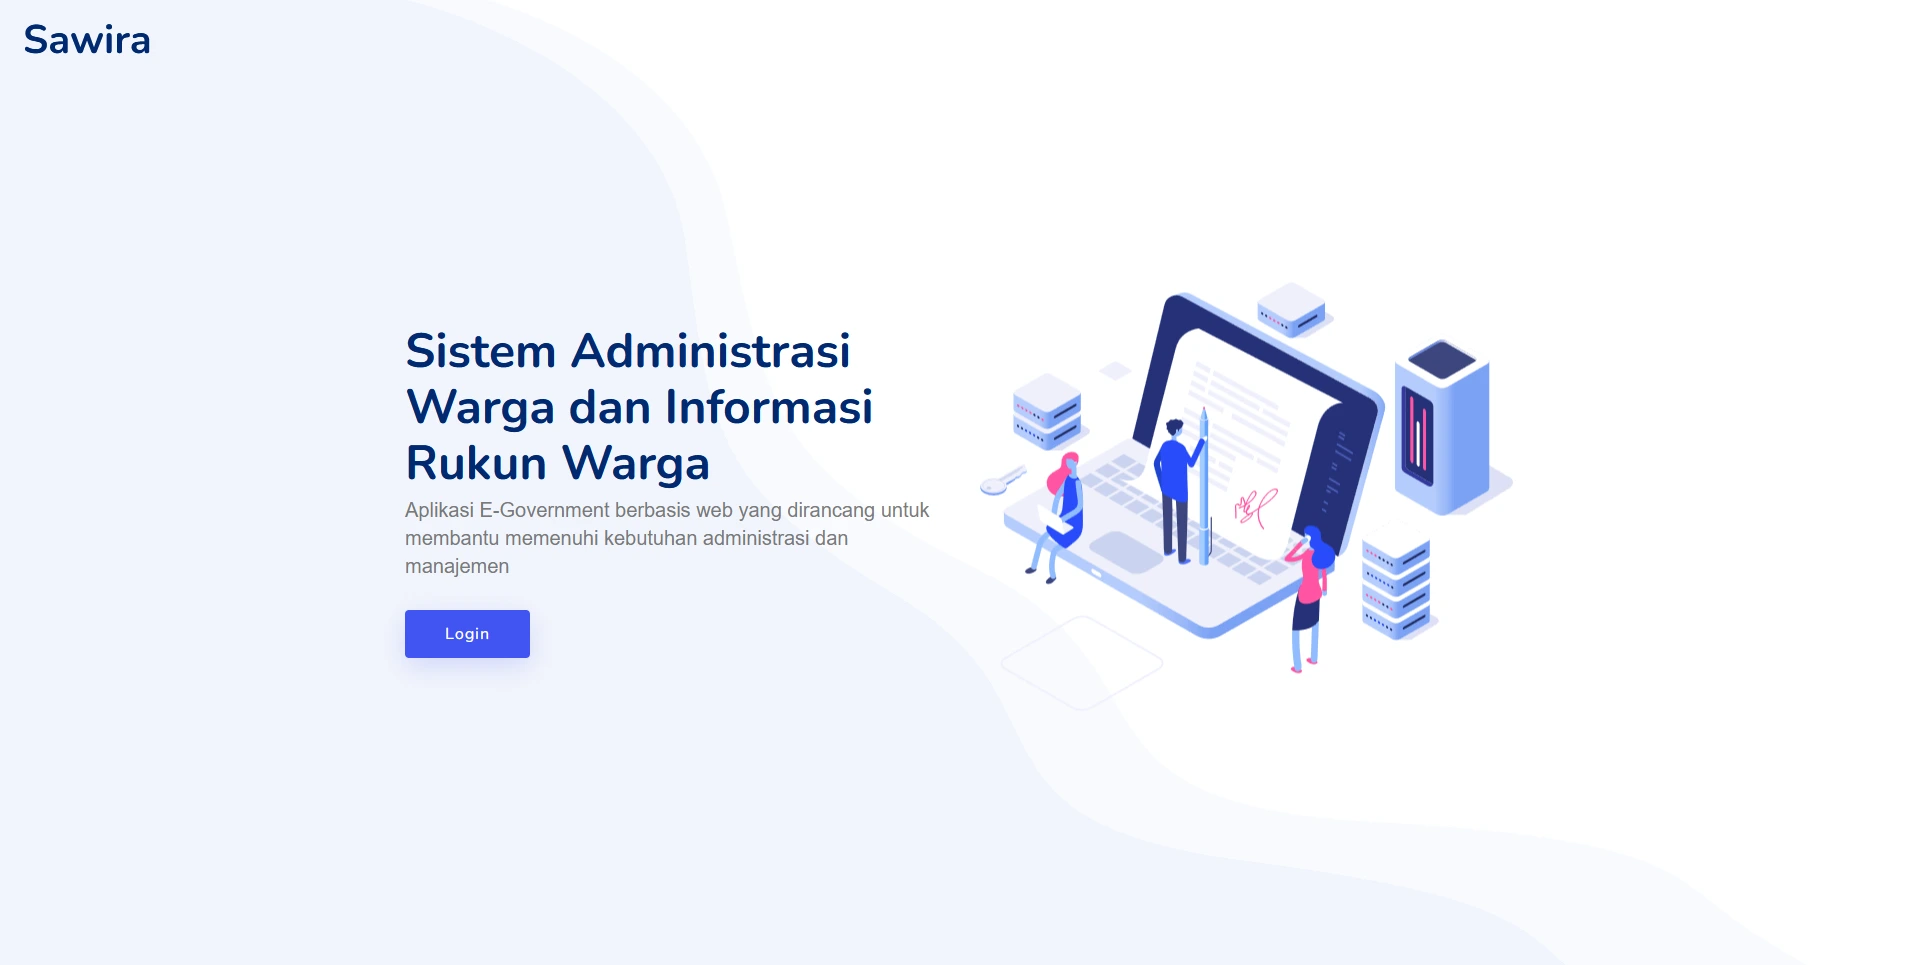 Sawira
Sistem Administrasi
Warga dan Informasi
Rukun Warga
Aplikasi E-Government berbasis web yang dirancang untuk
membantu memenuhi kebutuhan administrasi dan
manajemen
Login